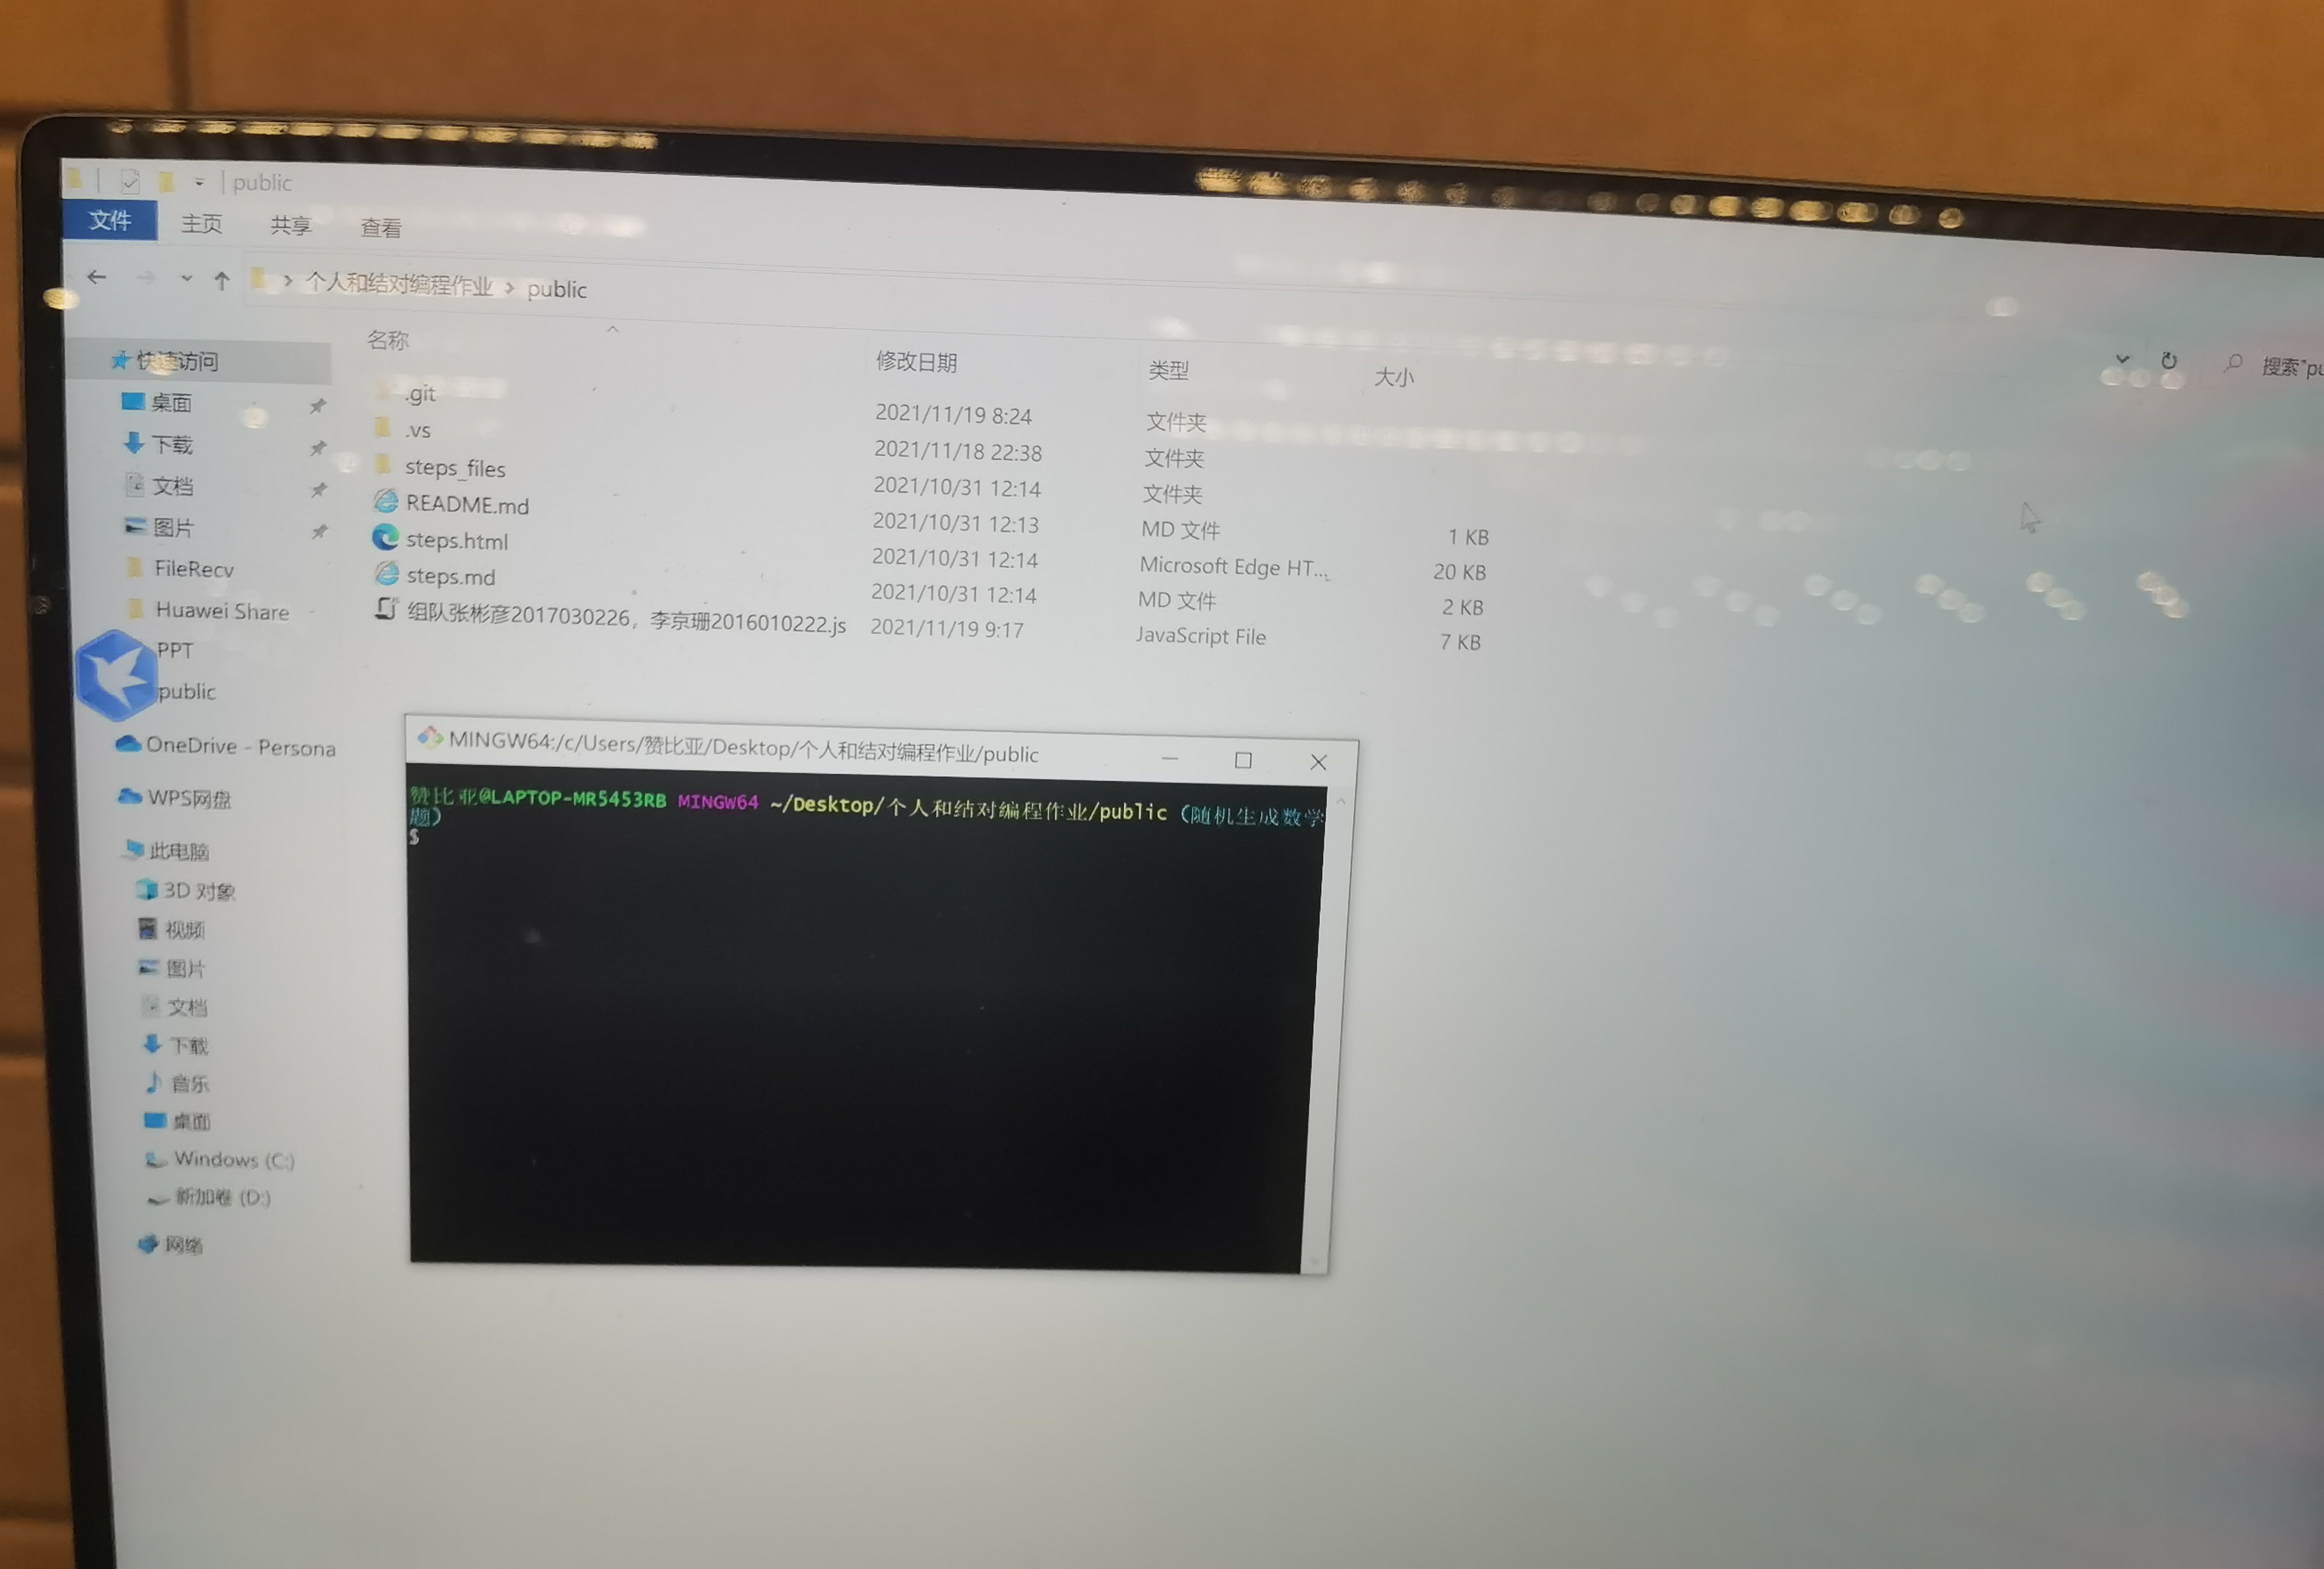 public
文件 主页 共享 查看
个人和结对编程作业 > public
搜索"pu
名称 修改日期 类型 大小
.git 2021/11/19 8:24 文件夹
.vs 2021/11/18 22:38 文件夹
steps_files 2021/10/31 12:14 文件夹
README.md 2021/10/31 12:13 MD 文件 1 KB
steps.html 2021/10/31 12:14 Microsoft Edge HT... 20 KB
steps.md 2021/10/31 12:14 MD 文件 2 KB
组队张彬彦2017030226，李京珊2016010222.js 2021/11/19 9:17 JavaScript File 7 KB
快速访问
桌面
下载
文档
图片
FileRecv
Huawei Share
PPT
public
OneDrive - Persona
WPS网盘
此电脑
3D 对象
视频
图片
文档
下载
音乐
桌面
Windows (C:)
新加卷 (D:)
网络
MINGW64:/c/Users/赞比亚/Desktop/个人和结对编程作业/public
赞比亚@LAPTOP-MR5453RB MINGW64 ~/Desktop/个人和结对编程作业/public (随机生成数学
题)
$